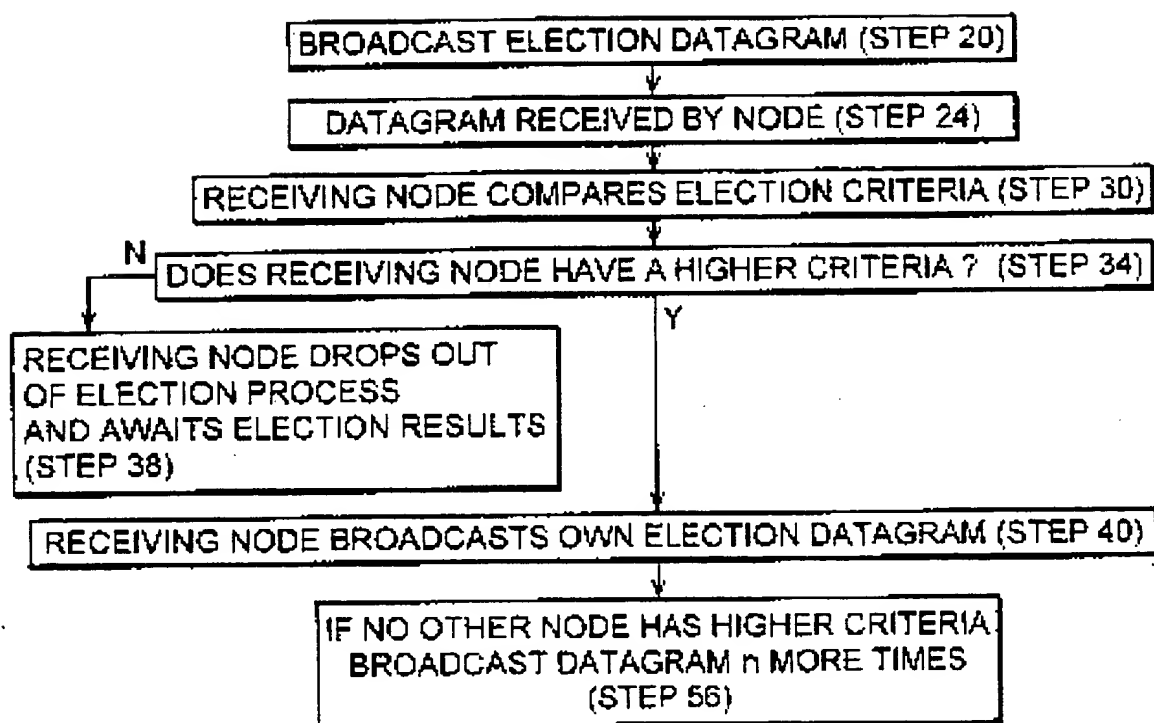 BROADCAST ELECTION DATAGRAM (STEP 20)
DATAGRAM RECEIVED BY NODE (STEP 24)
RECEIVING NODE COMPARES ELECTION CRITERIA (STEP 30)
N
DOES RECEIVING NODE HAVE A HIGHER CRITERIA ? (STEP 34)
Y
RECEIVING NODE DROPS OUT
OF ELECTION PROCESS
AND AWAITS ELECTION RESULTS
(STEP 38)
RECEIVING NODE BROADCASTS OWN ELECTION DATAGRAM (STEP 40)
IF NO OTHER NODE HAS HIGHER CRITERIA
BROADCAST DATAGRAM n MORE TIMES
(STEP 56)